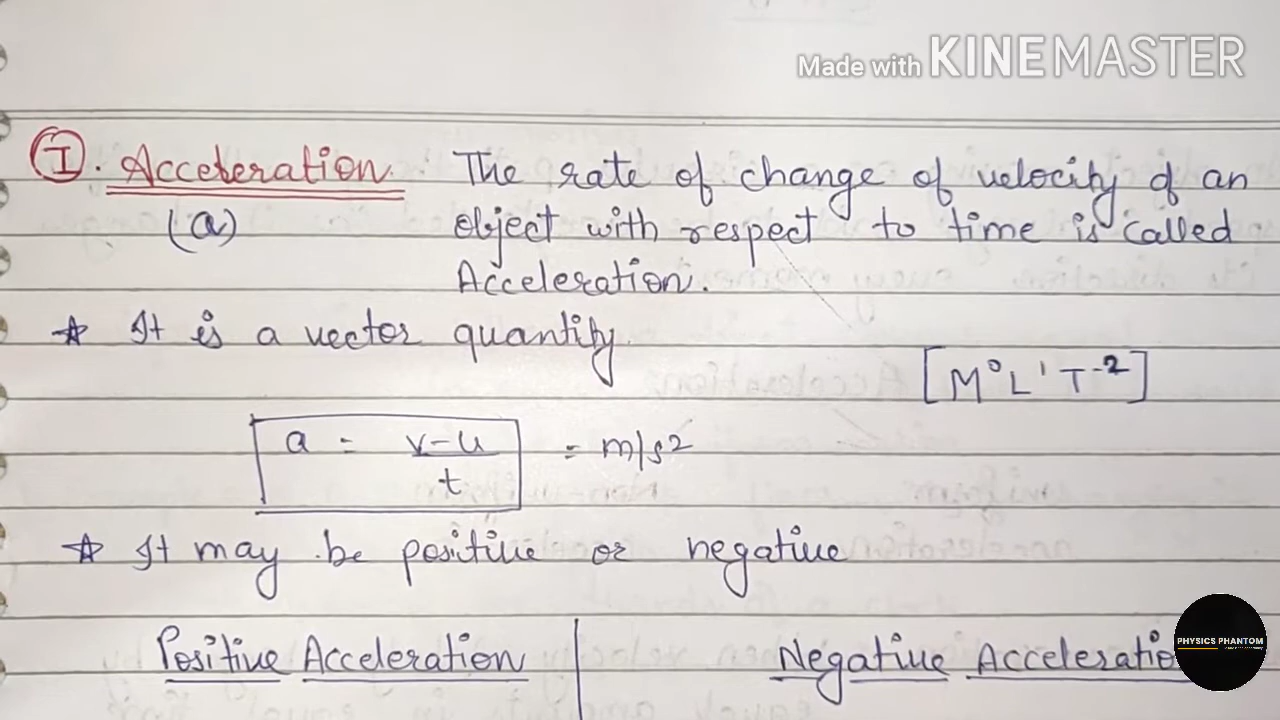 Made with KINEMASTER
I. Acceleration. The rate of change of velocity of an
(a) object with respect to time is called
Acceleration.
☆ It is a vector quantity.
[M⁰L¹T⁻²]
a = v-u/t = m/s²
☆ It may be positive or negative
Positive Acceleration Negative Acceleratio
PHYSICS PHANTOM